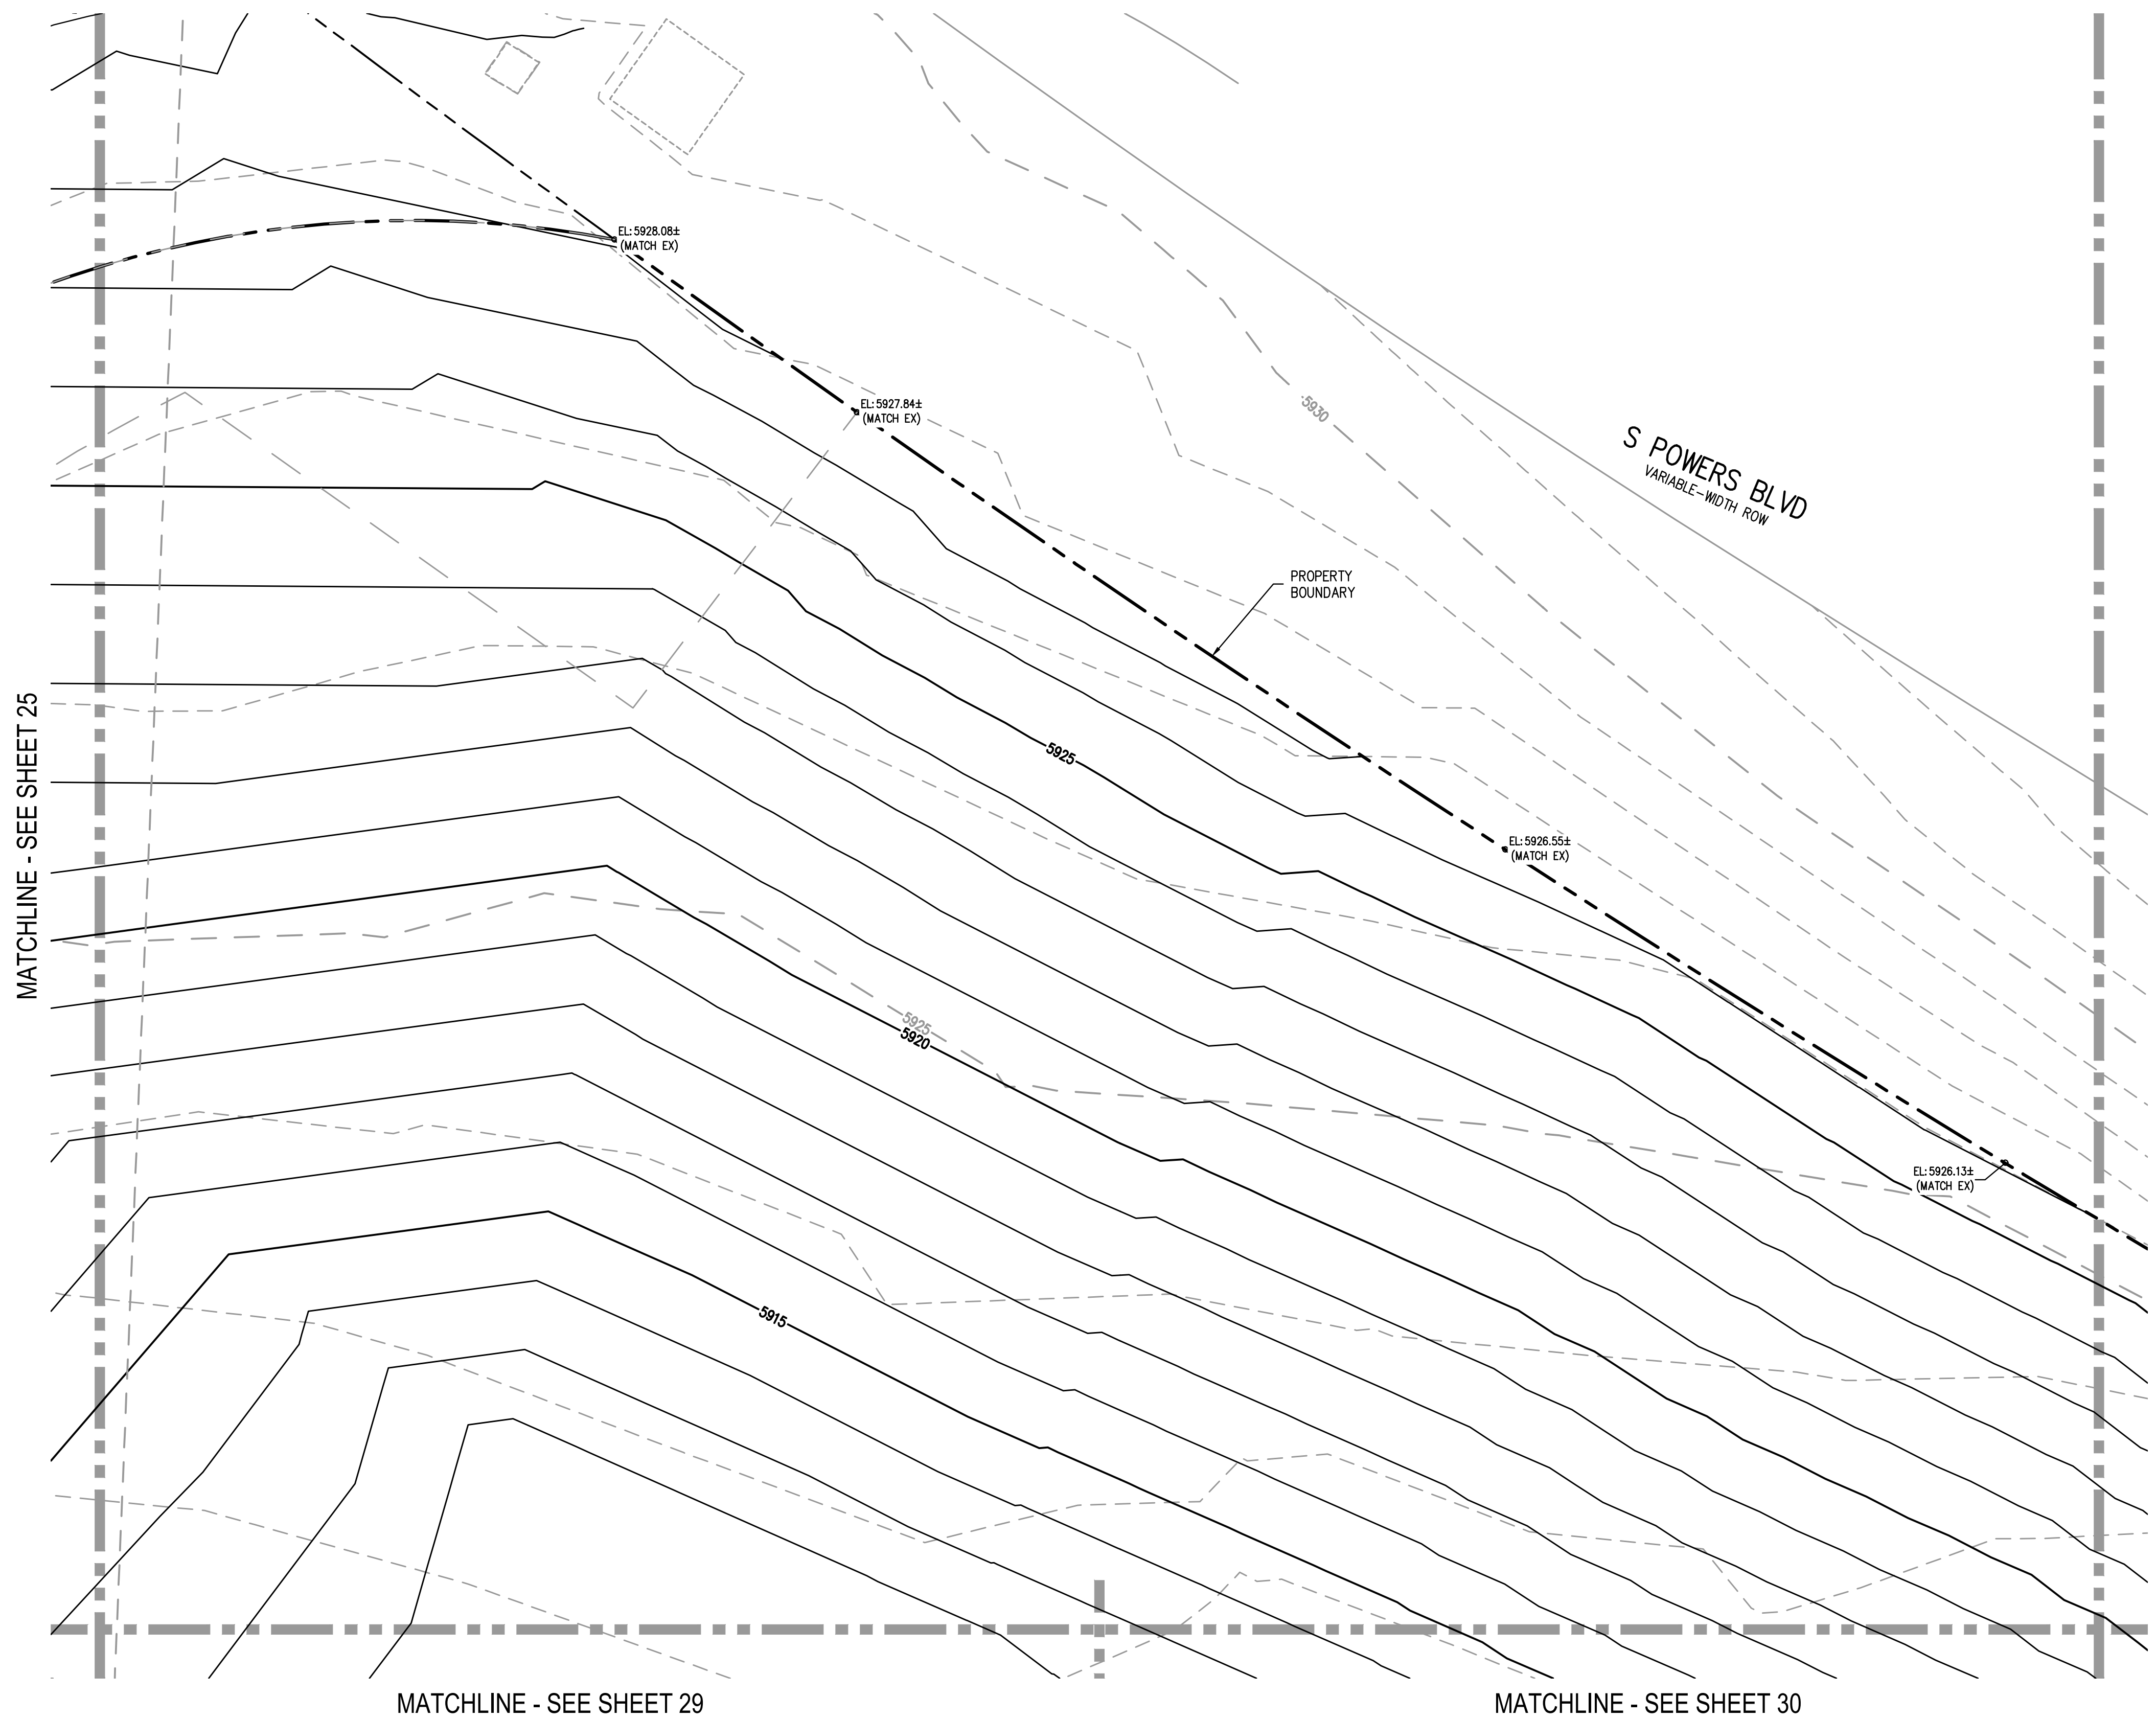 EL: 5928.08±
(MATCH EX)
EL: 5927.84±
(MATCH EX)
5930
S POWERS BLVD
VARIABLE-WIDTH ROW
PROPERTY
BOUNDARY
5925
EL: 5926.55±
(MATCH EX)
MATCHLINE - SEE SHEET 25
5925
5920
EL: 5926.13±
(MATCH EX)
5915
MATCHLINE - SEE SHEET 29
MATCHLINE - SEE SHEET 30